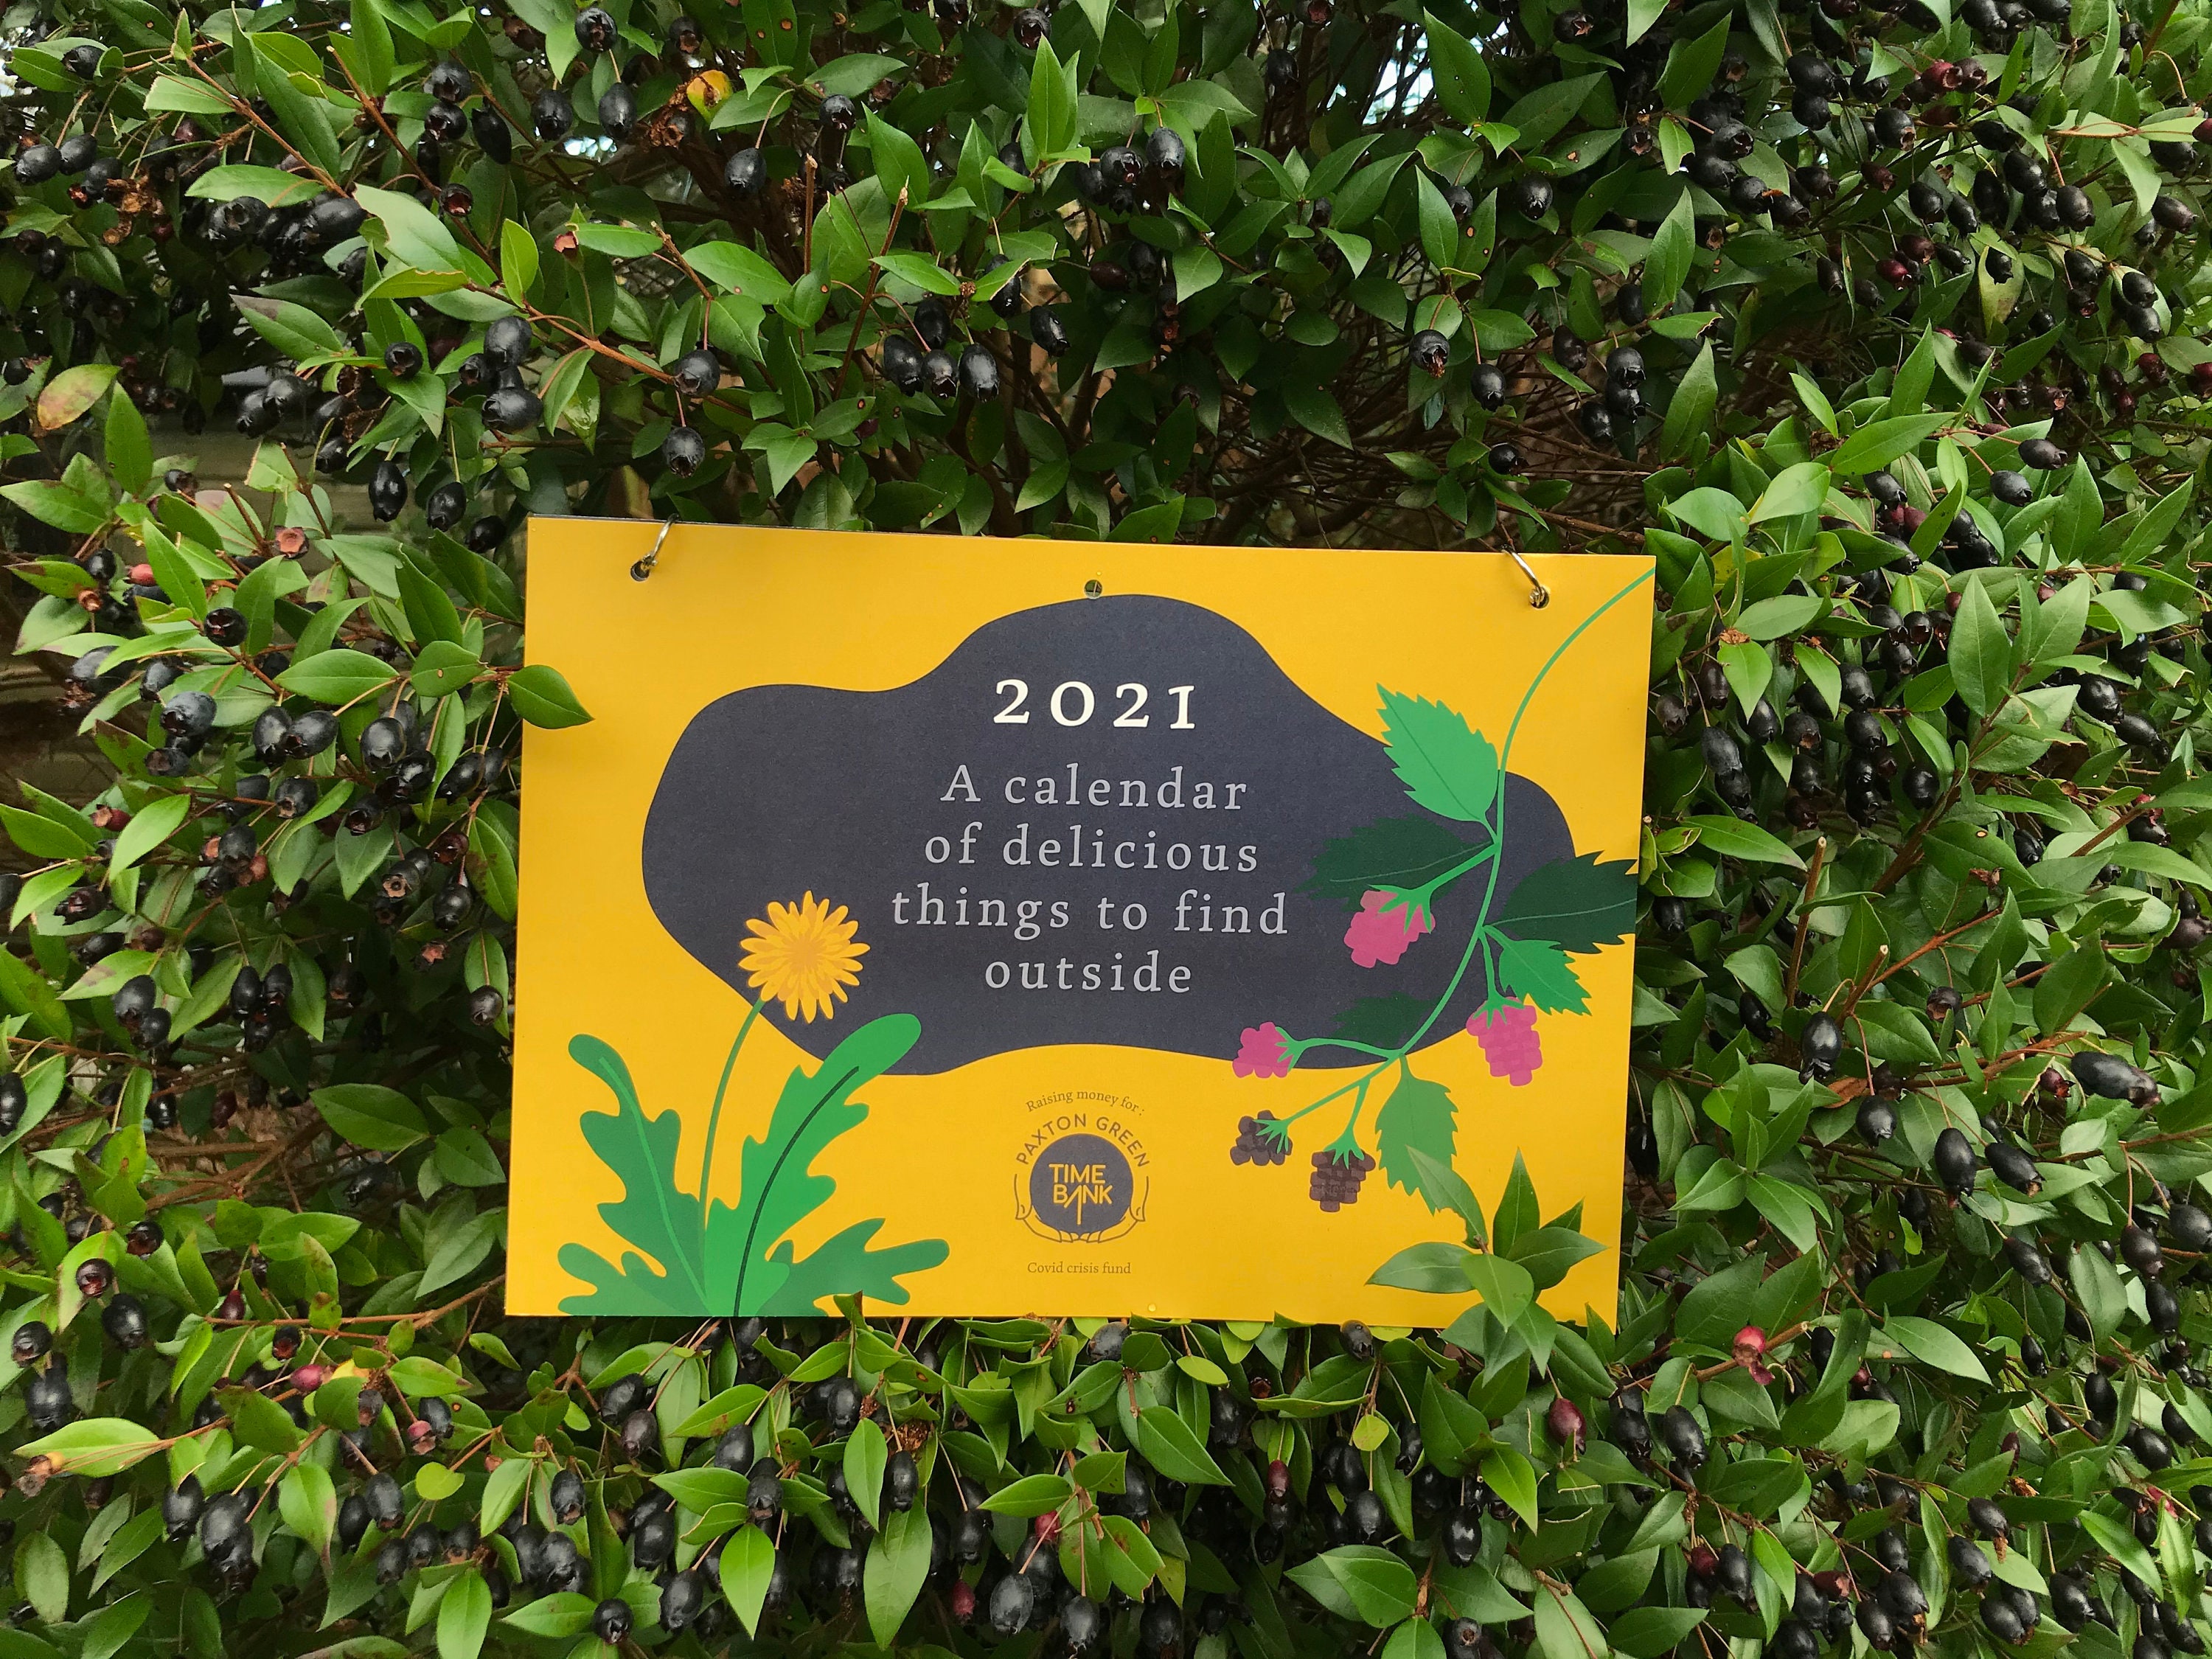 2021
A calendar
of delicious
things to find
outside
Raising money for:
PAXTON GREEN
TIME
BANK
Covid crisis fund